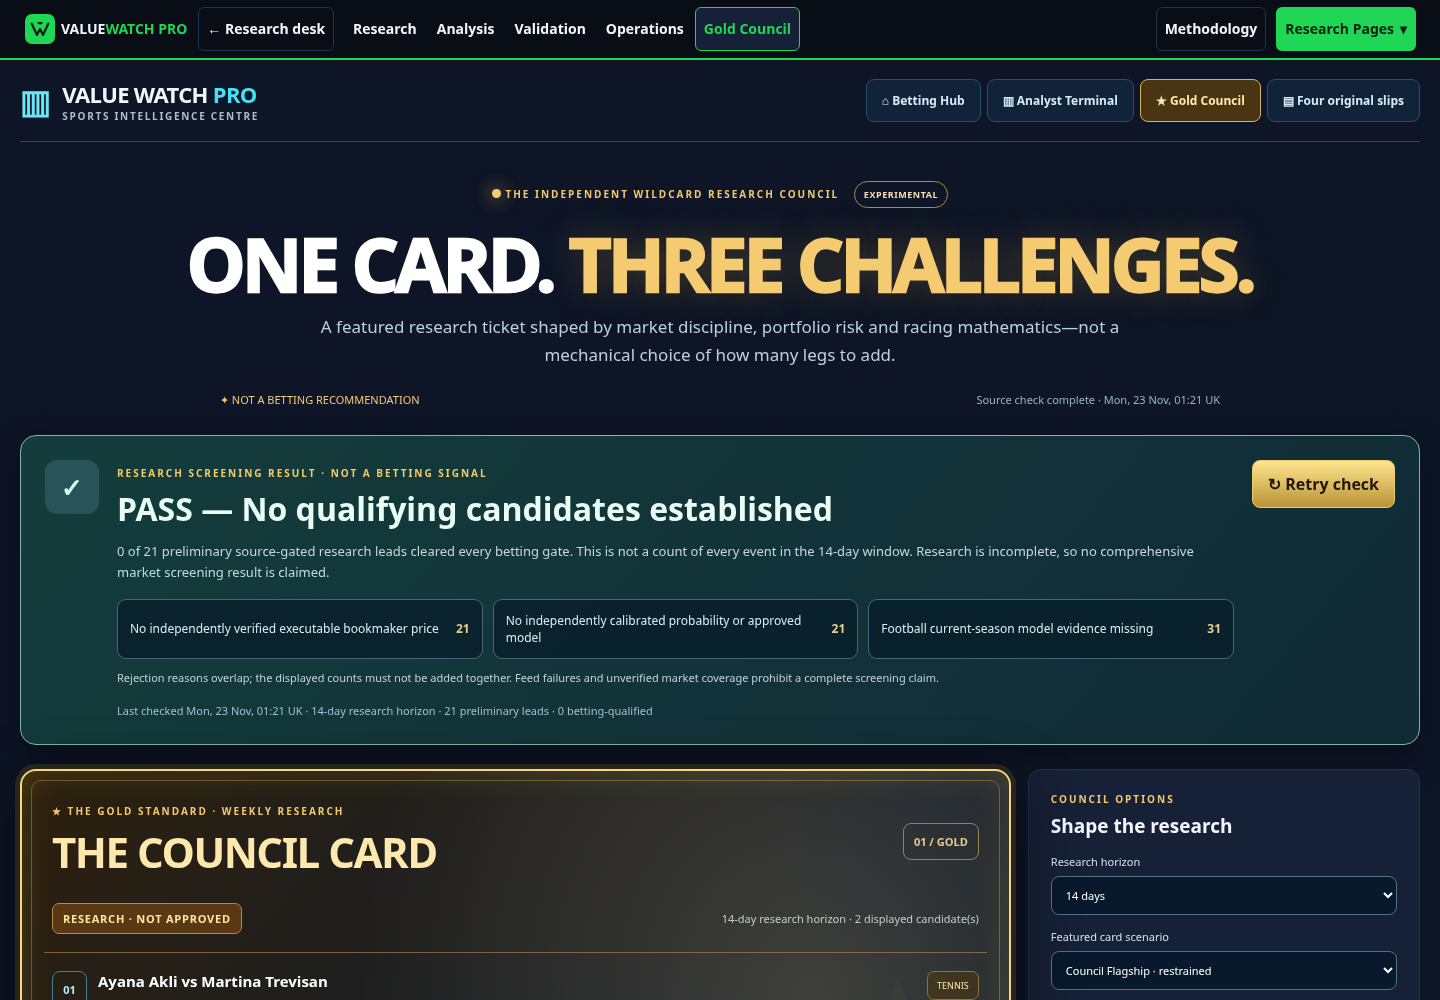 VALUEWATCH PRO
← Research desk
Research
Analysis
Validation
Operations
Gold Council
Methodology
Research Pages ▾
VALUE WATCH PRO
SPORTS INTELLIGENCE CENTRE
⌂ Betting Hub
▥ Analyst Terminal
★ Gold Council
▤ Four original slips
THE INDEPENDENT WILDCARD RESEARCH COUNCIL
EXPERIMENTAL
ONE CARD. THREE CHALLENGES.
A featured research ticket shaped by market discipline, portfolio risk and racing mathematics—not a
mechanical choice of how many legs to add.
✦ NOT A BETTING RECOMMENDATION
Source check complete · Mon, 23 Nov, 01:21 UK
✓
RESEARCH SCREENING RESULT · NOT A BETTING SIGNAL
PASS — No qualifying candidates established
↻ Retry check
0 of 21 preliminary source-gated research leads cleared every betting gate. This is not a count of every event in the 14-day window. Research is incomplete, so no comprehensive
market screening result is claimed.
No independently verified executable bookmaker price 21
No independently calibrated probability or approved
model 21
Football current-season model evidence missing 31
Rejection reasons overlap; the displayed counts must not be added together. Feed failures and unverified market coverage prohibit a complete screening claim.
Last checked Mon, 23 Nov, 01:21 UK · 14-day research horizon · 21 preliminary leads · 0 betting-qualified
★ THE GOLD STANDARD · WEEKLY RESEARCH
THE COUNCIL CARD
01 / GOLD
RESEARCH · NOT APPROVED
14-day research horizon · 2 displayed candidate(s)
01
Ayana Akli vs Martina Trevisan
TENNIS
COUNCIL OPTIONS
Shape the research
Research horizon
14 days
Featured card scenario
Council Flagship · restrained